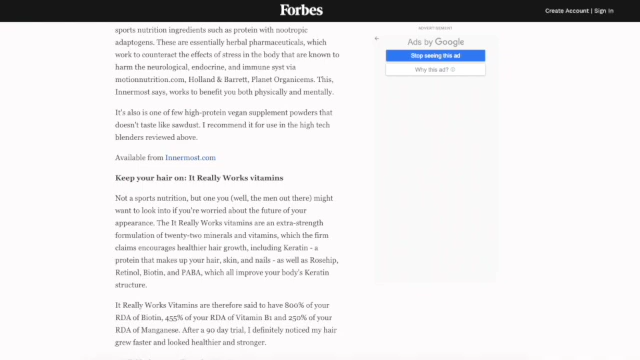 Forbes
Create Account | Sign In
sports nutrition ingredients such as protein with nootropic
adaptogens. These are essentially herbal pharmaceuticals, which
work to counteract the effects of stress in the body that are known to
harm the neurological, endocrine, and immune syst via
motionnutrition.com, Holland & Barrett, Planet Organicems. This,
Innermost says, works to benefit you both physically and mentally.
It's also is one of few high-protein vegan supplement powders that
doesn't taste like sawdust. I recommend it for use in the high tech
blenders reviewed above.
Available from Innermost.com
Keep your hair on: It Really Works vitamins
Not a sports nutrition, but one you (well, the men out there) might
want to look into if you're worried about the future of your
appearance. The It Really Works vitamins are an extra-strength
formulation of twenty-two minerals and vitamins, which the firm
claims encourages healthier hair growth, including Keratin - a
protein that makes up your hair, skin, and nails - as well as Rosehip,
Retinol, Biotin, and PABA, which all improve your body's Keratin
structure.
It Really Works Vitamins are therefore said to have 800% of your
RDA of Biotin, 455% of your RDA of Vitamin B1 and 250% of your
RDA of Manganese. After a 90 day trial, I definitely noticed my hair
grew faster and looked healthier and stronger.
ADVERTISEMENT
Ads by Google
Stop seeing this ad
Why this ad?